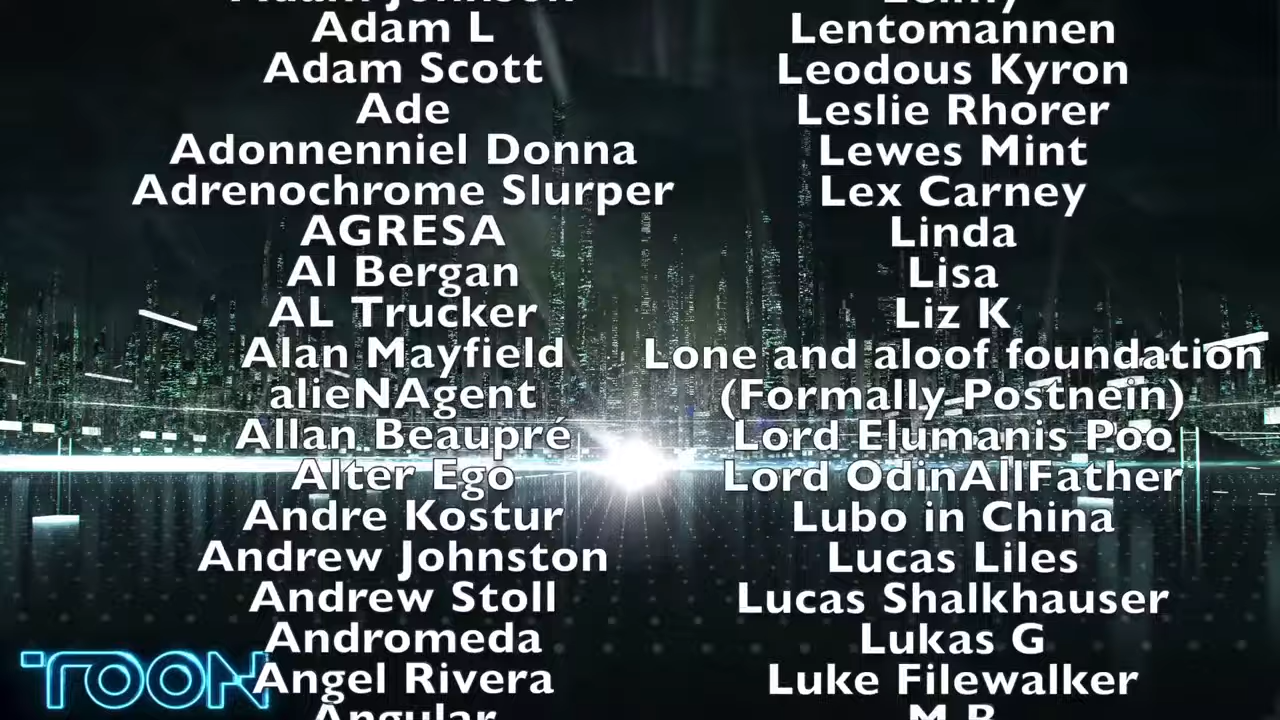 Adam Johnson
Adam L
Adam Scott
Ade
Adonnenniel Donna
Adrenochrome Slurper
AGRESA
Al Bergan
AL Trucker
Alan Mayfield
alieNAgent
Allan Beaupré
Alter Ego
Andre Kostur
Andrew Johnston
Andrew Stoll
Andromeda
Angel Rivera
Angular
Lentomannen
Leodous Kyron
Leslie Rhorer
Lewes Mint
Lex Carney
Linda
Lisa
Liz K
Lone and aloof foundation
(Formally Postnein)
Lord Elumanis Poo
Lord OdinAllFather
Lubo in China
Lucas Liles
Lucas Shalkhauser
Lukas G
Luke Filewalker
TOON